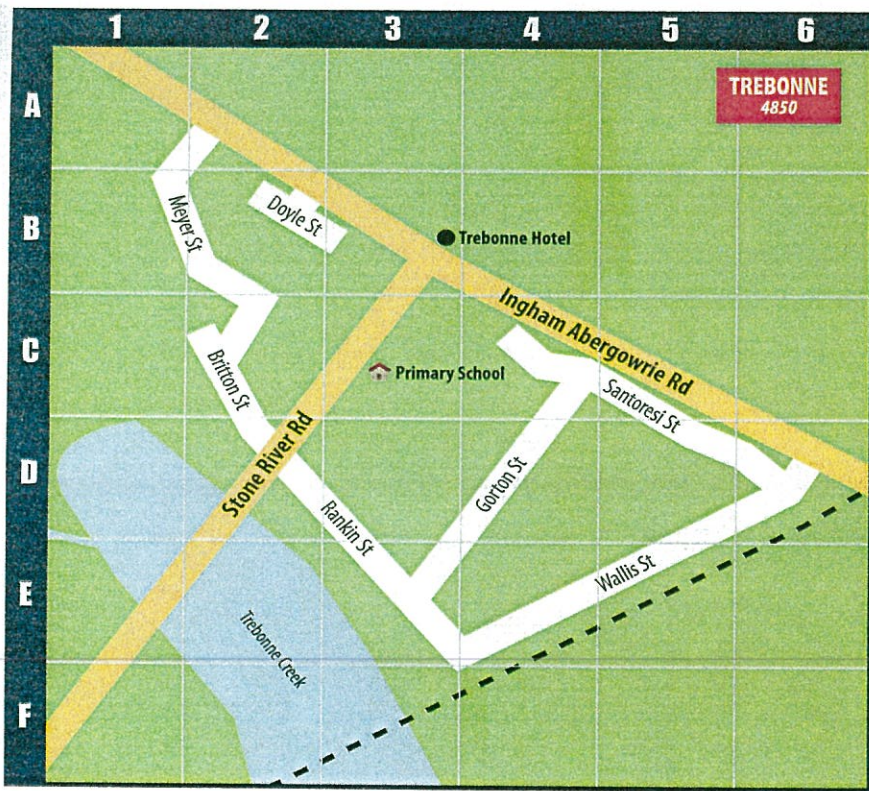 1 2 3 4 5 6
A
TREBONNE
4850
Meyer St
Doyle St
B
Trebonne Hotel
Ingham Abergowrie Rd
C
Britton St
Primary School
Santoresi St
Stone River Rd
D
Gorton St
Rankin St
E
Wallis St
Trebonne Creek
F